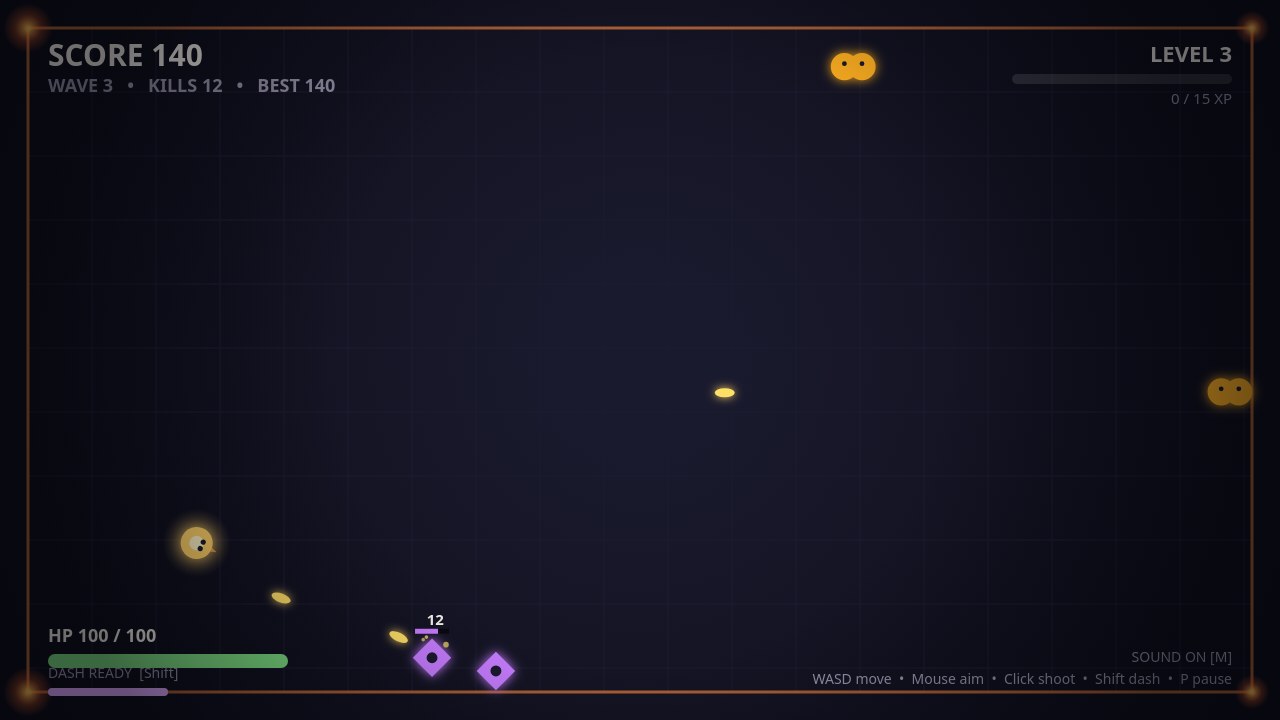 SCORE 140
WAVE 3 • KILLS 12 • BEST 140
LEVEL 3
0 / 15 XP
12
HP 100 / 100
DASH READY [Shift]
SOUND ON [M]
WASD move • Mouse aim • Click shoot • Shift dash • P pause